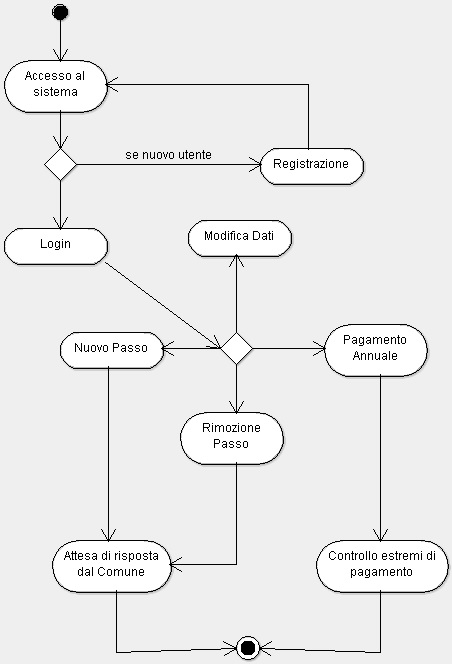 Accesso al
sistema
se nuovo utente
Registrazione
Login
Modifica Dati
Nuovo Passo
Pagamento
Annuale
Rimozione
Passo
Attesa di risposta
dal Comune
Controllo estremi di
pagamento